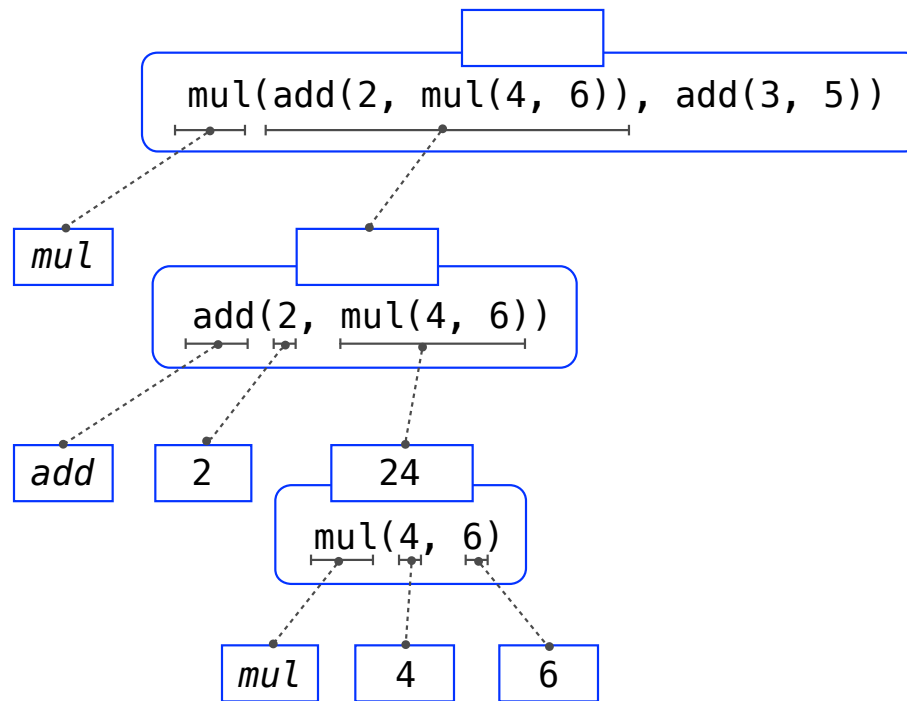 mul(add(2, mul(4, 6)), add(3, 5))
mul
add(2, mul(4, 6))
add
2
24
mul(4, 6)
mul
4
6